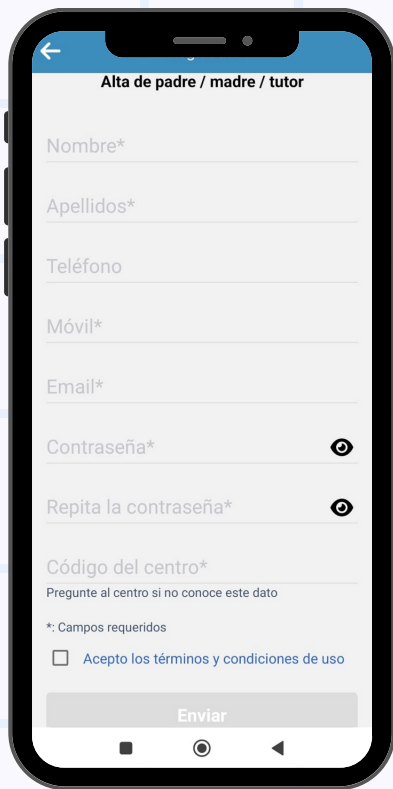 Alta de padre / madre / tutor
Nombre*
Apellidos*
Teléfono
Móvil*
Email*
Contraseña*
Repita la contraseña*
Código del centro*
Pregunte al centro si no conoce este dato
*: Campos requeridos
Acepto los términos y condiciones de uso
Enviar